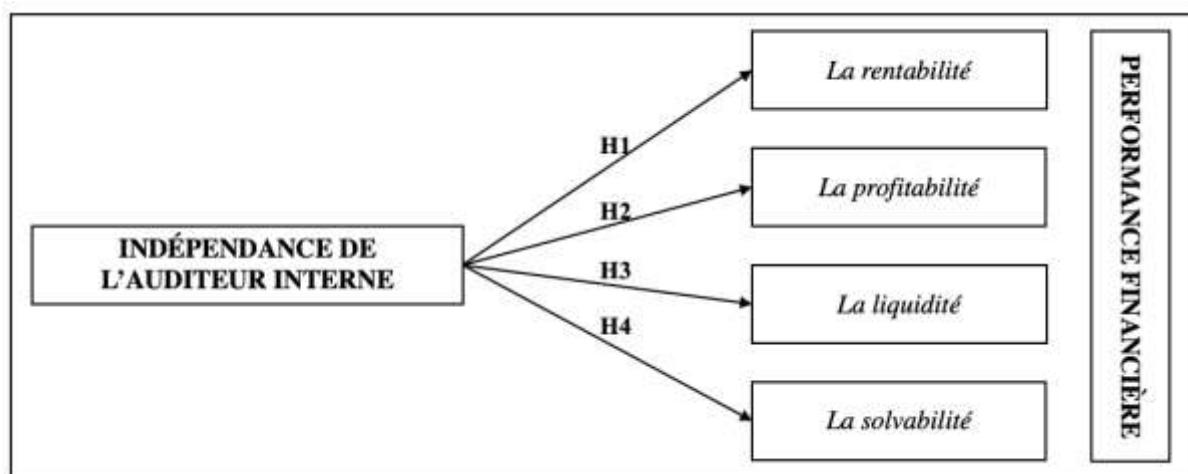 La rentabilité
H1
La profitabilité
H2
INDÉPENDANCE DE
L’AUDITEUR INTERNE
H3
La liquidité
H4
La solvabilité
PERFORMANCE FINANCIÈRE